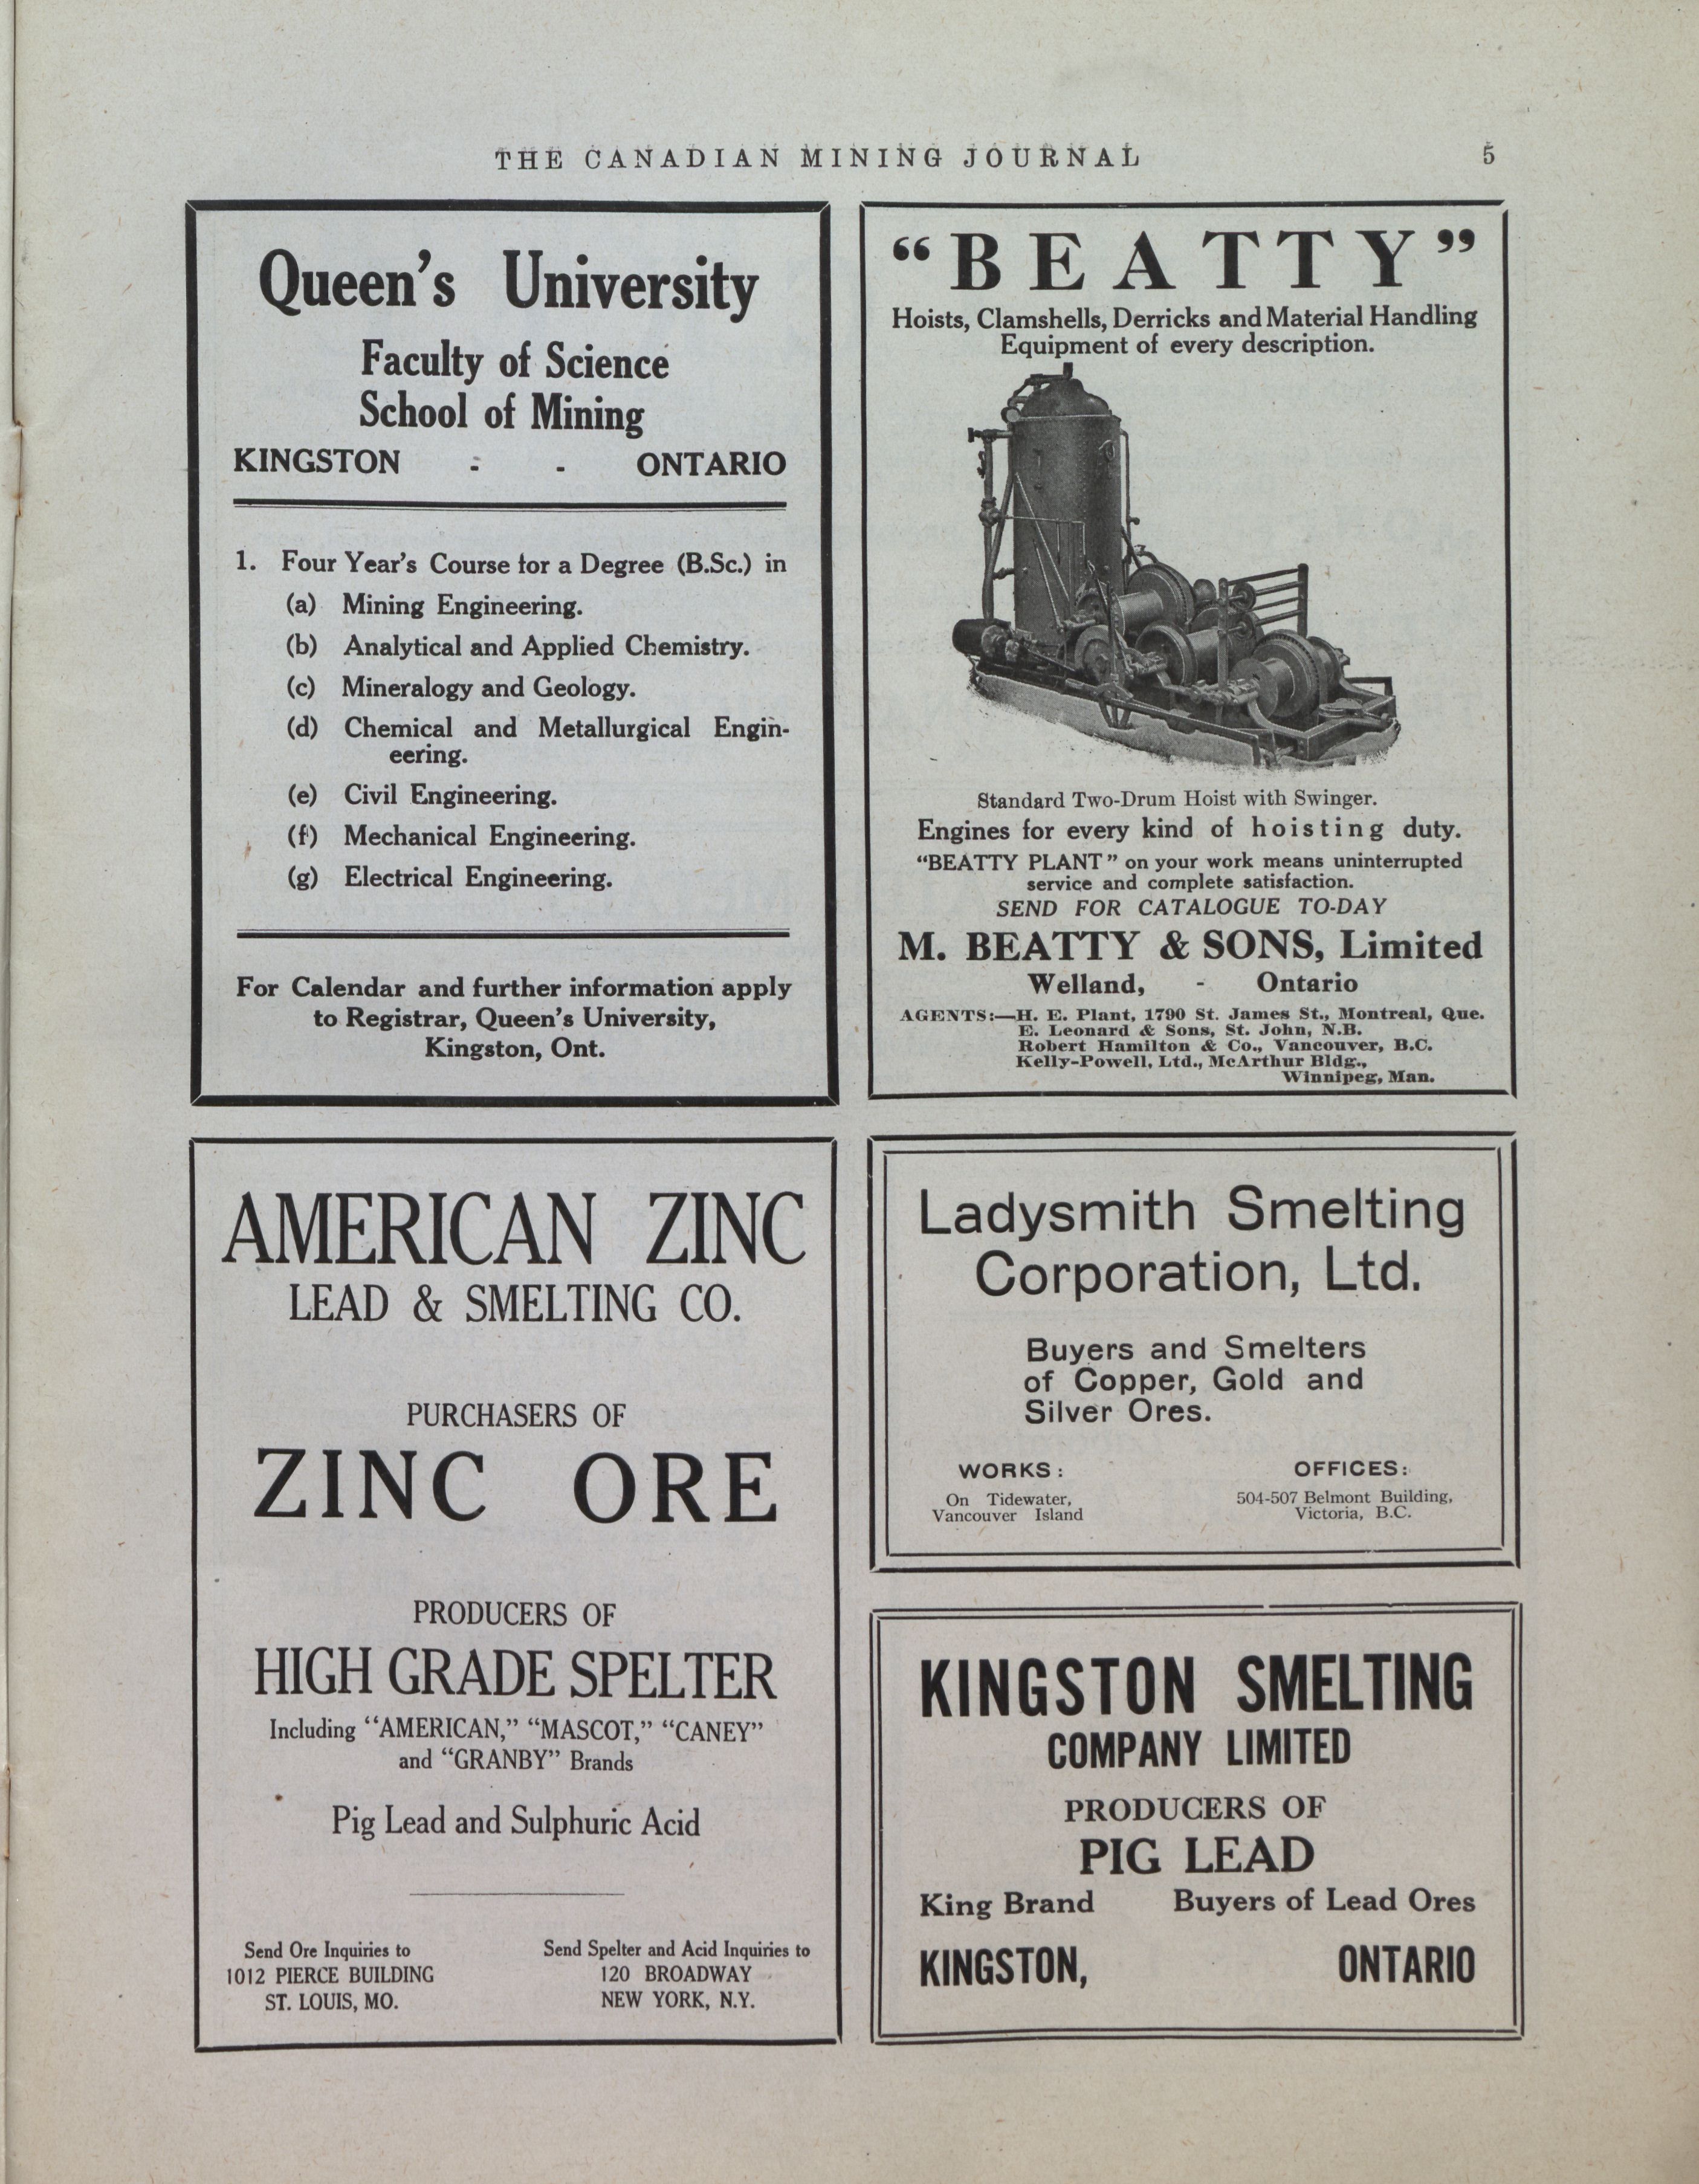 THE CANADIAN MINING JOURNAL 5
Queen's University
Faculty of Science
School of Mining
KINGSTON - - ONTARIO
1. Four Year's Course for a Degree (B.Sc.) in
(a) Mining Engineering.
(b) Analytical and Applied Chemistry.
(c) Mineralogy and Geology.
(d) Chemical and Metallurgical Engin-
eering.
(e) Civil Engineering.
(f) Mechanical Engineering.
(g) Electrical Engineering.
For Calendar and further information apply
to Registrar, Queen's University,
Kingston, Ont.
"BEATTY"
Hoists, Clamshells, Derricks and Material Handling
Equipment of every description.
Standard Two-Drum Hoist with Swinger.
Engines for every kind of hoisting duty.
"BEATTY PLANT" on your work means uninterrupted
service and complete satisfaction.
SEND FOR CATALOGUE TO-DAY
M. BEATTY & SONS, Limited
Welland, - Ontario
AGENTS:—H. E. Plant, 1790 St. James St., Montreal, Que.
E. Leonard & Sons, St. John, N.B.
Robert Hamilton & Co., Vancouver, B.C.
Kelly-Powell, Ltd., McArthur Bldg.,
Winnipeg, Man.
AMERICAN ZINC
LEAD & SMELTING CO.
PURCHASERS OF
ZINC ORE
PRODUCERS OF
HIGH GRADE SPELTER
Including "AMERICAN," "MASCOT," "CANEY"
and "GRANBY" Brands
Pig Lead and Sulphuric Acid
Send Ore Inquiries to
1012 PIERCE BUILDING
ST. LOUIS, MO.
Send Spelter and Acid Inquiries to
120 BROADWAY
NEW YORK, N.Y.
Ladysmith Smelting
Corporation, Ltd.
Buyers and Smelters
of Copper, Gold and
Silver Ores.
WORKS:
On Tidewater,
Vancouver Island
OFFICES:
504-507 Belmont Building,
Victoria, B.C.
KINGSTON SMELTING
COMPANY LIMITED
PRODUCERS OF
PIG LEAD
King Brand Buyers of Lead Ores
KINGSTON, ONTARIO